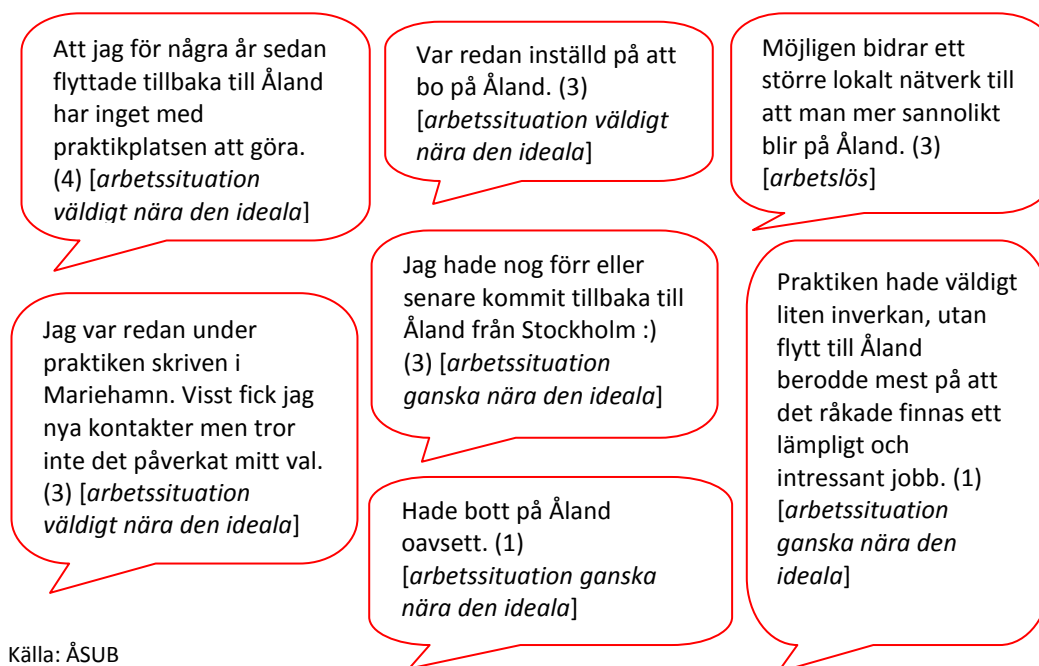 Att jag för några år sedan
flyttade tillbaka till Åland
har inget med
praktikplatsen att göra.
(4) [arbetssituation
väldigt nära den ideala]
Var redan inställd på att
bo på Åland. (3)
[arbetssituation väldigt
nära den ideala]
Möjligen bidrar ett
större lokalt nätverk till
att man mer sannolikt
blir på Åland. (3)
[arbetslös]
Jag var redan under
praktiken skriven i
Mariehamn. Visst fick jag
nya kontakter men tror
inte det påverkat mitt val.
(3) [arbetssituation
väldigt nära den ideala]
Jag hade nog förr eller
senare kommit tillbaka till
Åland från Stockholm :)
(3) [arbetssituation
ganska nära den ideala]
Praktiken hade väldigt
liten inverkan, utan
flytt till Åland
berodde mest på att
det råkade finnas ett
lämpligt och
intressant jobb. (1)
[arbetssituation
ganska nära den
ideala]
Hade bott på Åland
oavsett. (1)
[arbetssituation ganska
nära den ideala]
Källa: ÅSUB